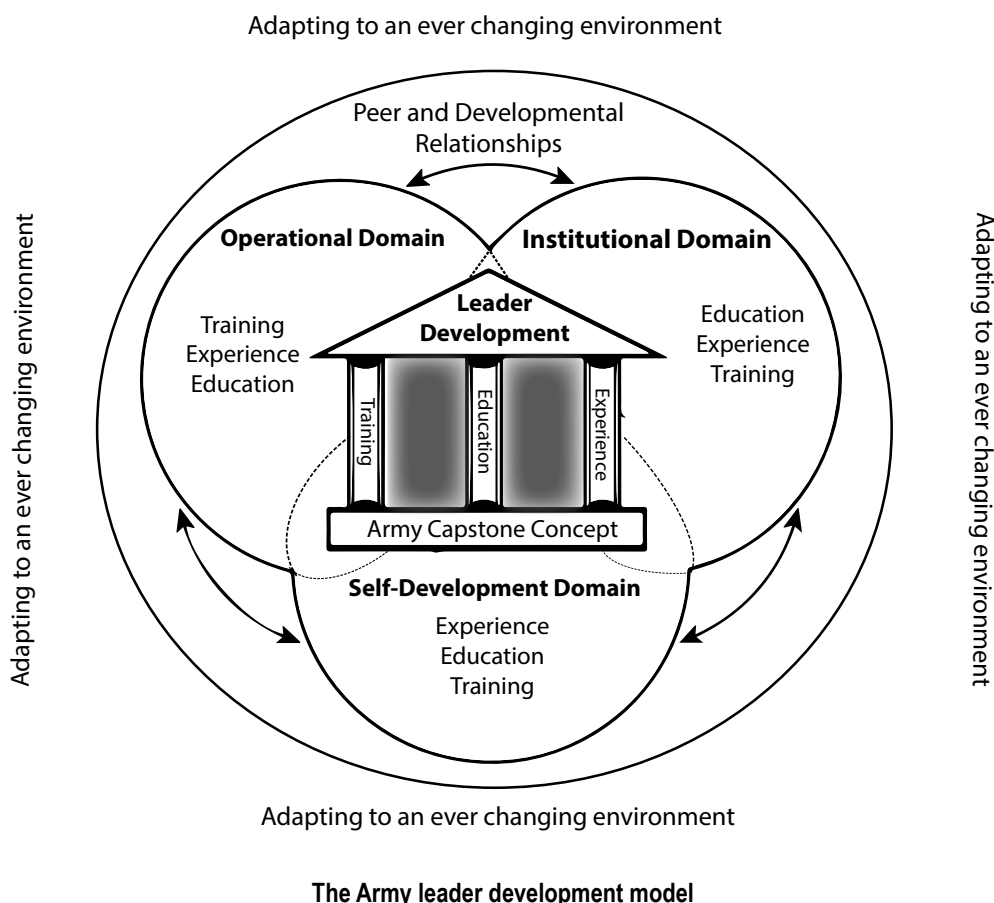 Adapting to an ever changing environment
Peer and Developmental
Relationships
Operational Domain
Institutional Domain
Leader
Development
Training
Experience
Education
Education
Experience
Training
Training
Education
Experience
Army Capstone Concept
Self-Development Domain
Experience
Education
Training
Adapting to an ever changing environment
Adapting to an ever changing environment
Adapting to an ever changing environment
The Army leader development model